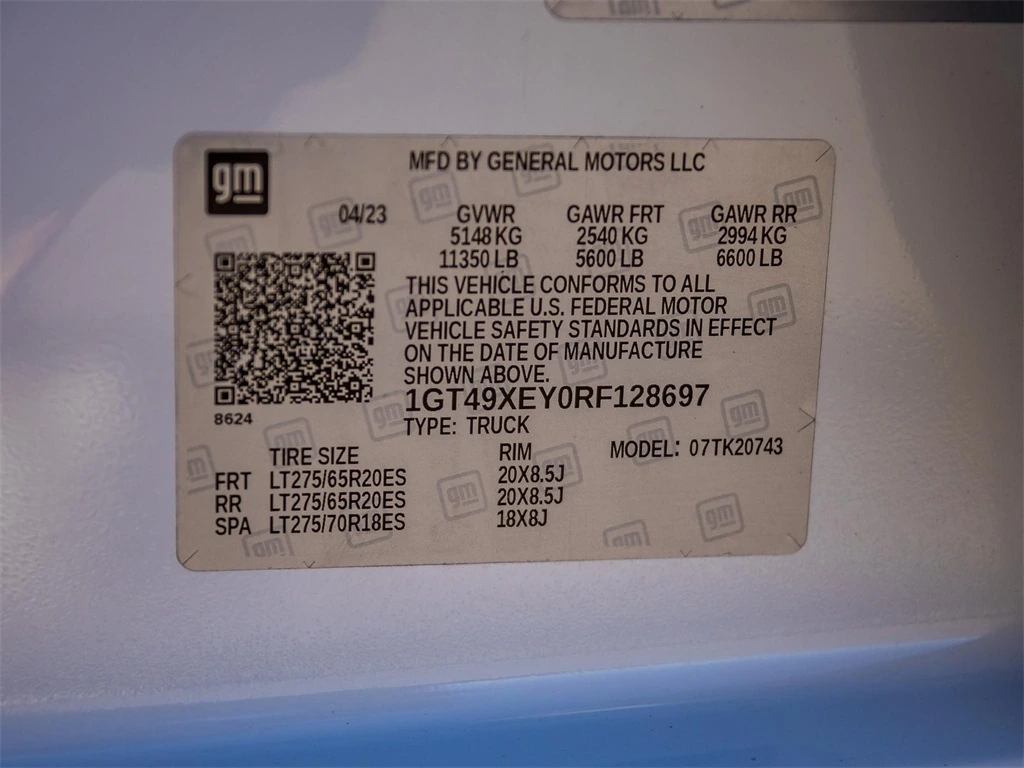 gm
MFD BY GENERAL MOTORS LLC
04/23 GVWR GAWR FRT GAWR RR
5148 KG 2540 KG 2994 KG
11350 LB 5600 LB 6600 LB
THIS VEHICLE CONFORMS TO ALL
APPLICABLE U.S. FEDERAL MOTOR
VEHICLE SAFETY STANDARDS IN EFFECT
ON THE DATE OF MANUFACTURE
SHOWN ABOVE.
8624
1GT49XEY0RF128697
TYPE: TRUCK
TIRE SIZE RIM MODEL: 07TK20743
FRT LT275/65R20ES 20X8.5J
RR LT275/65R20ES 20X8.5J
SPA LT275/70R18ES 18X8J